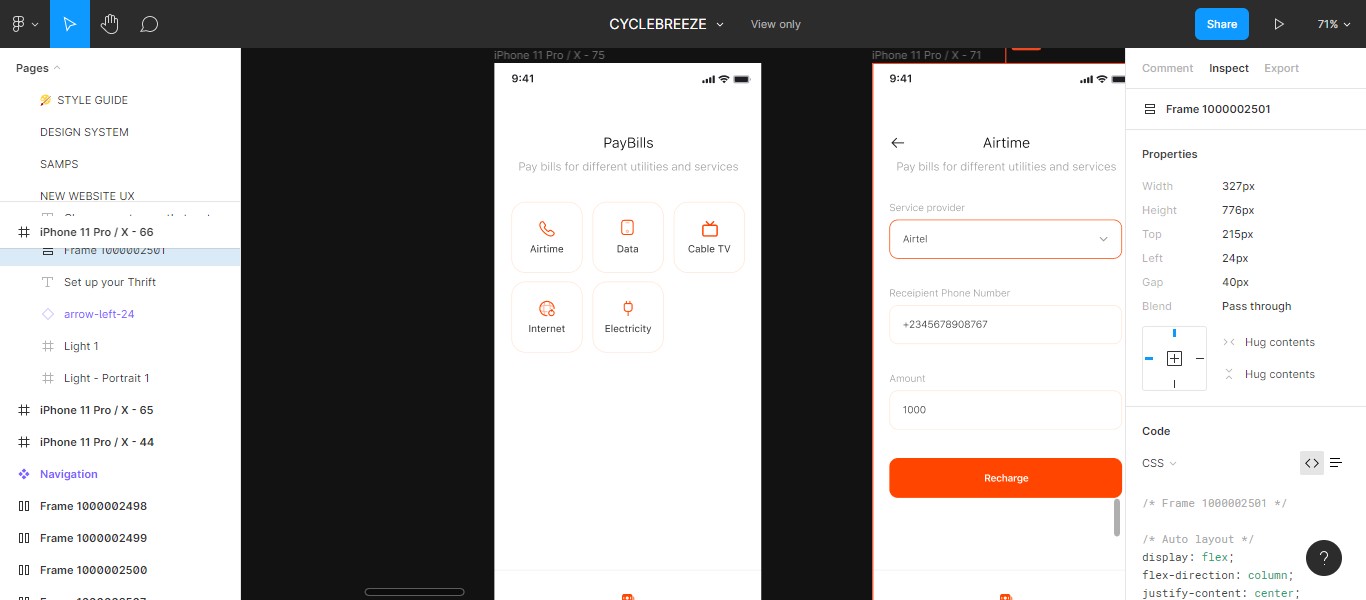 CYCLEBREEZE
View only
Share
71%
Pages
STYLE GUIDE
DESIGN SYSTEM
SAMPS
NEW WEBSITE UX
iPhone 11 Pro / X - 66
Frame 1000002501
Set up your Thrift
arrow-left-24
Light 1
Light - Portrait 1
iPhone 11 Pro / X - 65
iPhone 11 Pro / X - 44
Navigation
Frame 1000002498
Frame 1000002499
Frame 1000002500
iPhone 11 Pro / X - 75
9:41
PayBills
Pay bills for different utilities and services
Airtime
Data
Cable TV
Internet
Electricity
iPhone 11 Pro / X - 71
9:41
Airtime
Pay bills for different utilities and services
Service provider
Airtel
Receipient Phone Number
+2345678908767
Amount
1000
Recharge
Comment Inspect Export
Frame 1000002501
Properties
Width 327px
Height 776px
Top 215px
Left 24px
Gap 40px
Blend Pass through
Hug contents
Hug contents
Code
CSS
/* Frame 1000002501 */
/* Auto layout */
display: flex;
flex-direction: column;
justify-content: center;
?